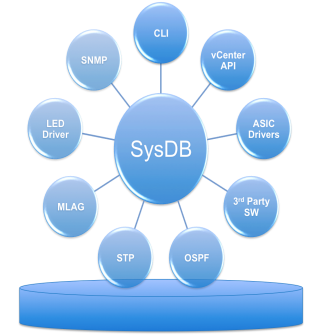 CLI
SNMP
vCenter
API
LED
Driver
ASIC
Drivers
SysDB
MLAG
3rd Party
SW
STP
OSPF